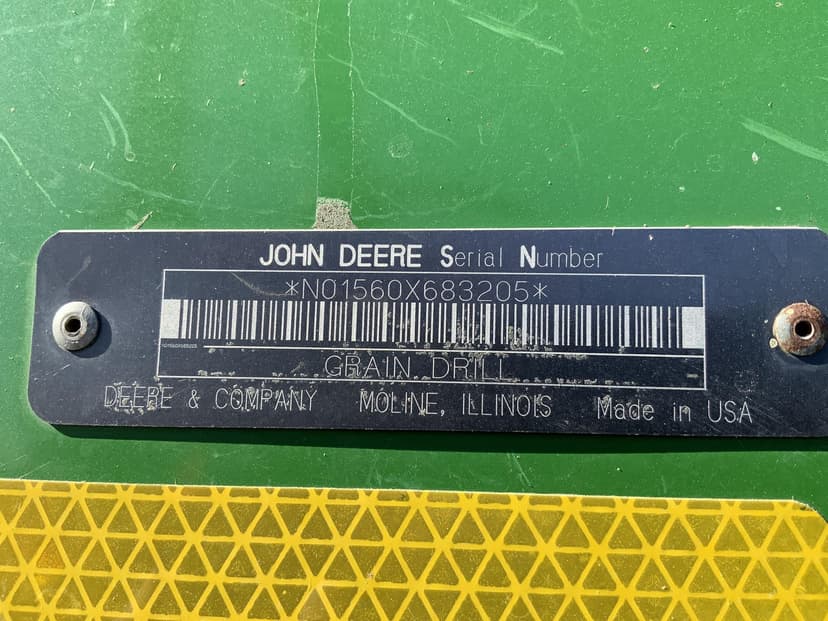 JOHN DEERE Serial Number
*N01560X683205*
GRAIN DRILL
DEERE & COMPANY MOLINE, ILLINOIS Made in USA